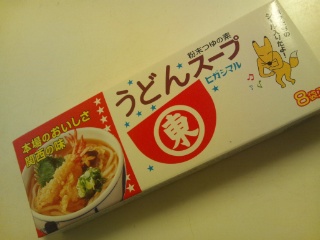 粉末つゆの素
うどんスープ
ヒガシマル
東
本場のおいしさ
関西の味
8袋